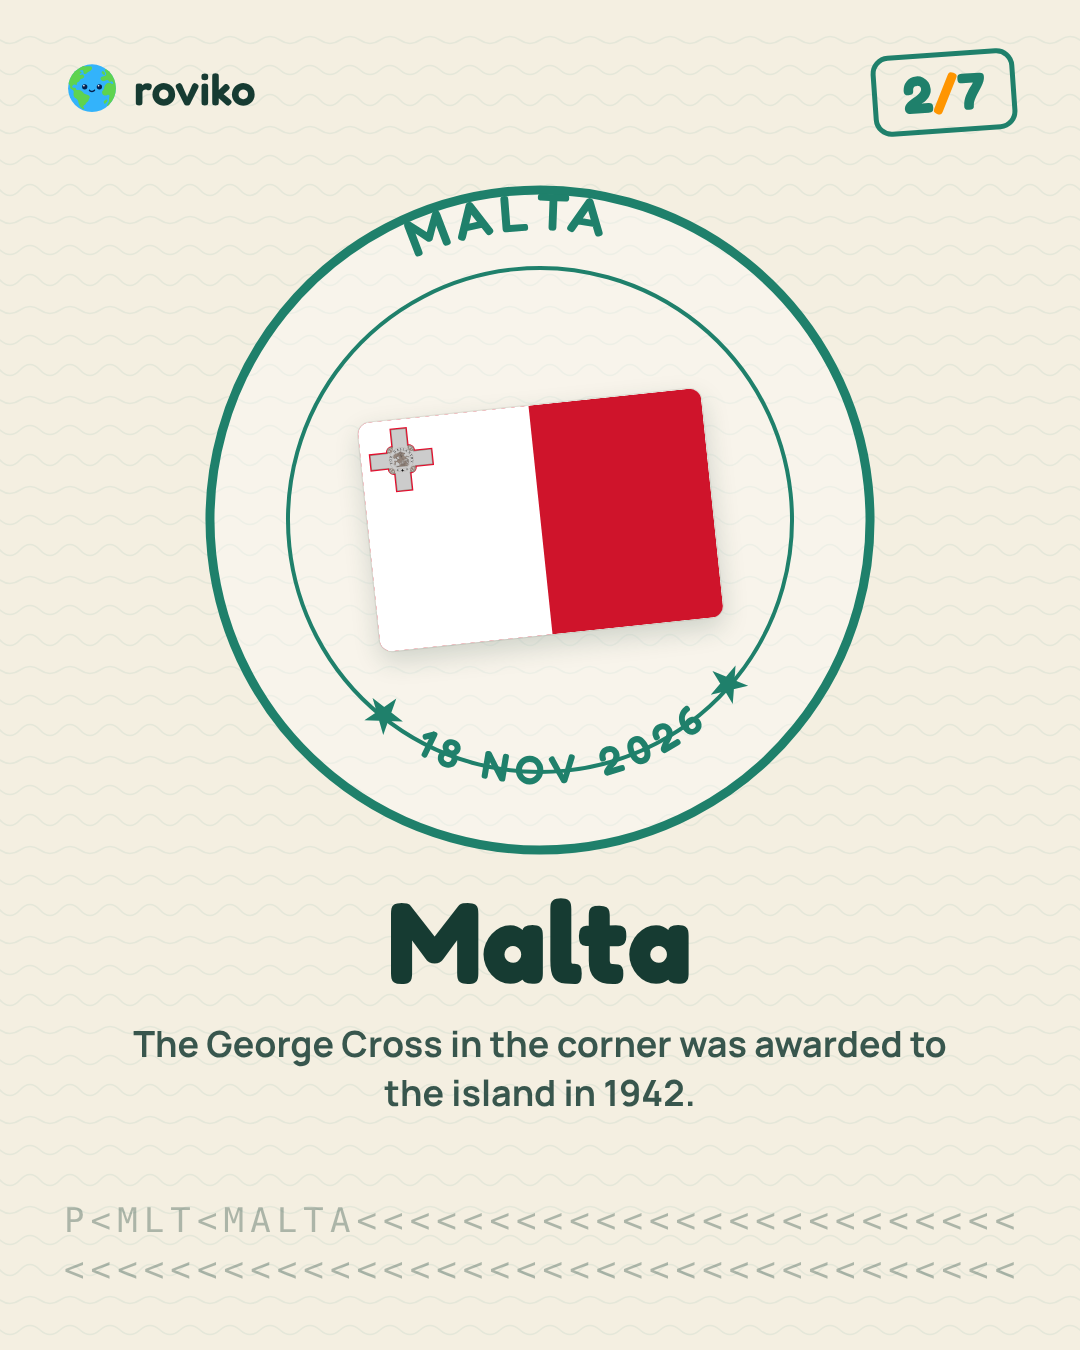 roviko
2/7
MALTA
★ 18 NOV 2026 ★
Malta
The George Cross in the corner was awarded to
the island in 1942.
P<MLT<MALTA<<<<<<<<<<<<<<<<<<<<<<<<<
<<<<<<<<<<<<<<<<<<<<<<<<<<<<<<<<<<<<